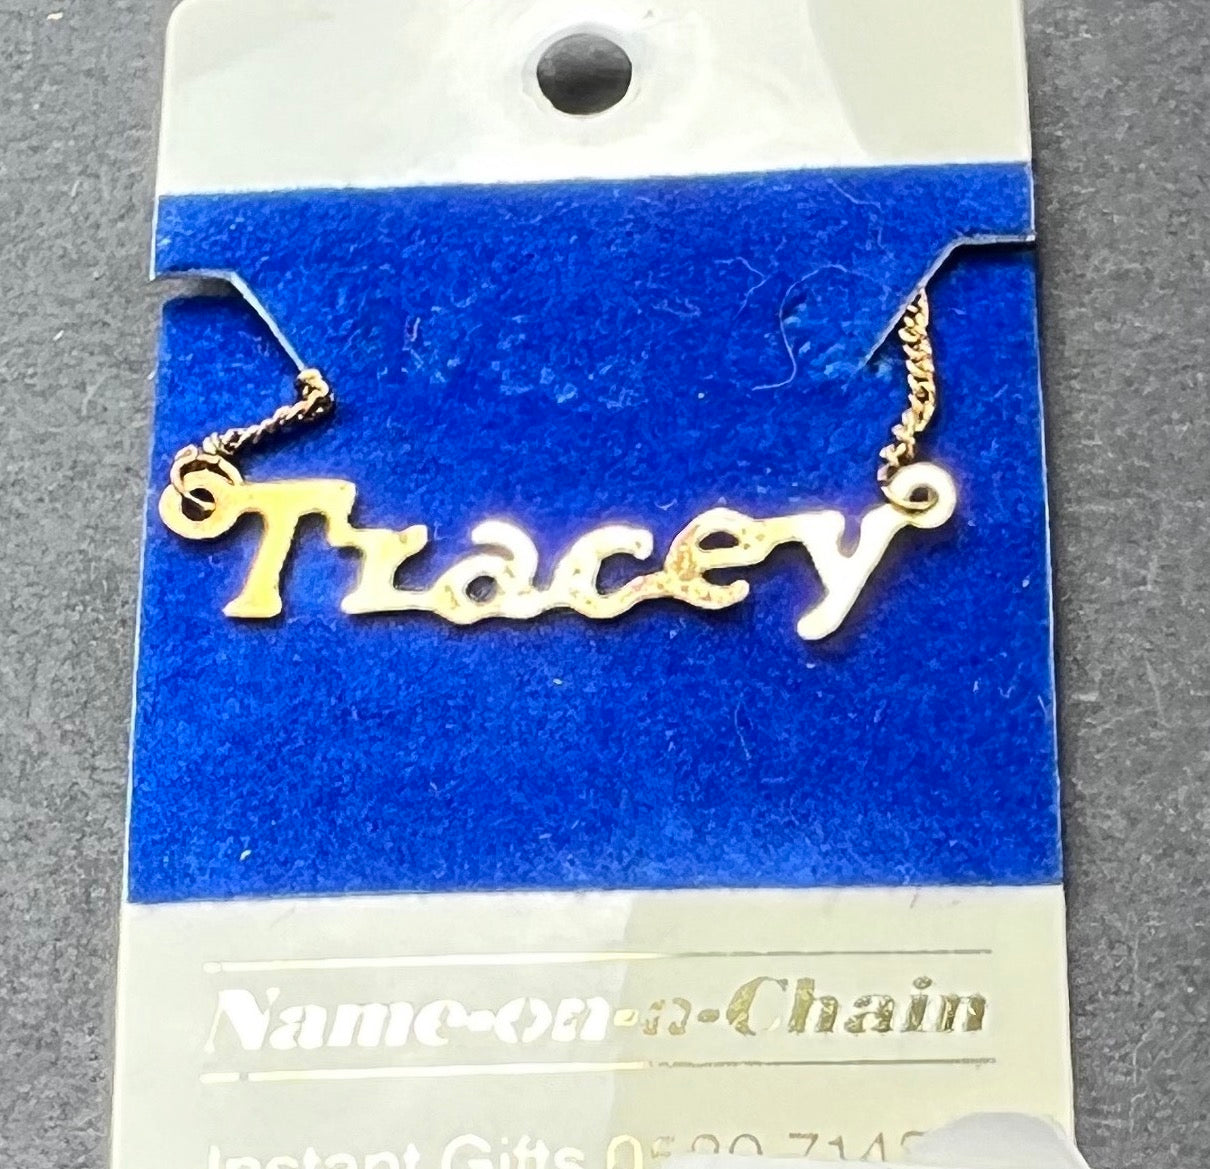 Tracey
Name-on-a-Chain
Instant Gifts